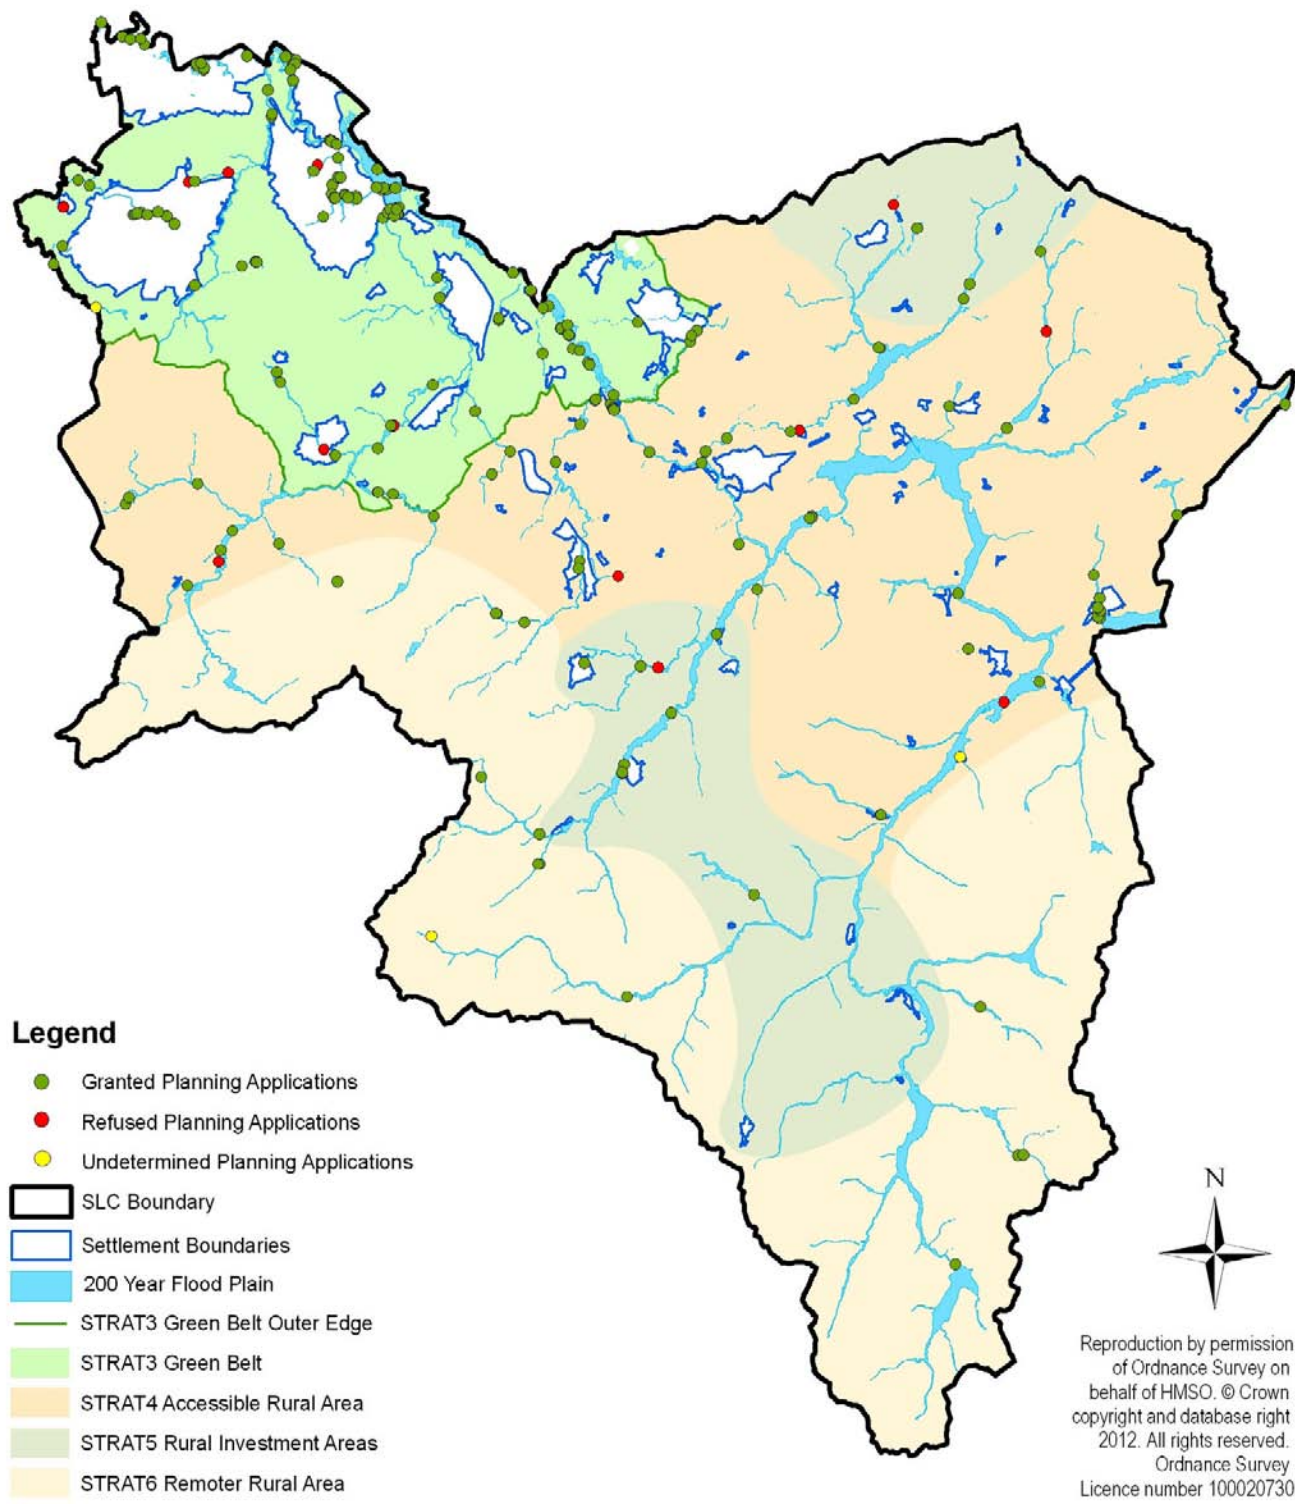 Legend
Granted Planning Applications
Refused Planning Applications
Undetermined Planning Applications
SLC Boundary
Settlement Boundaries
200 Year Flood Plain
STRAT3 Green Belt Outer Edge
STRAT3 Green Belt
STRAT4 Accessible Rural Area
STRAT5 Rural Investment Areas
STRAT6 Remoter Rural Area
N
Reproduction by permission
of Ordnance Survey on
behalf of HMSO. © Crown
copyright and database right
2012. All rights reserved.
Ordnance Survey
Licence number 100020730